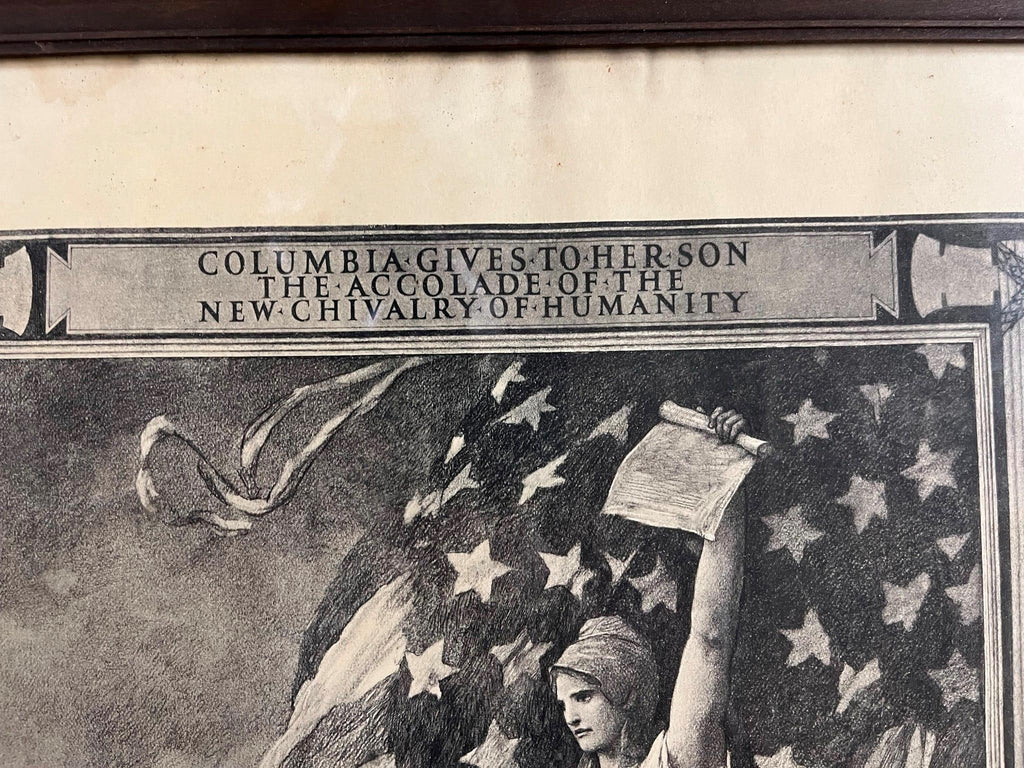 COLUMBIA·GIVES·TO·HER·SON
THE·ACCOLADE·OF·THE
NEW·CHIVALRY·OF·HUMANITY